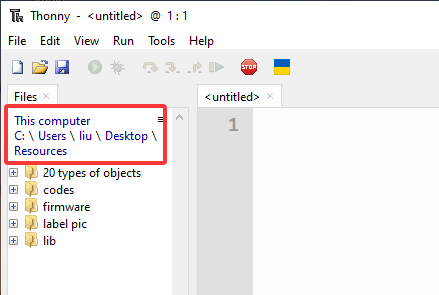 Thonny - <untitled> @ 1 : 1
File Edit View Run Tools Help
STOP
Files × <untitled> ×
This computer
C: \ Users \ liu \ Desktop \
Resources
1
20 types of objects
codes
firmware
label pic
lib